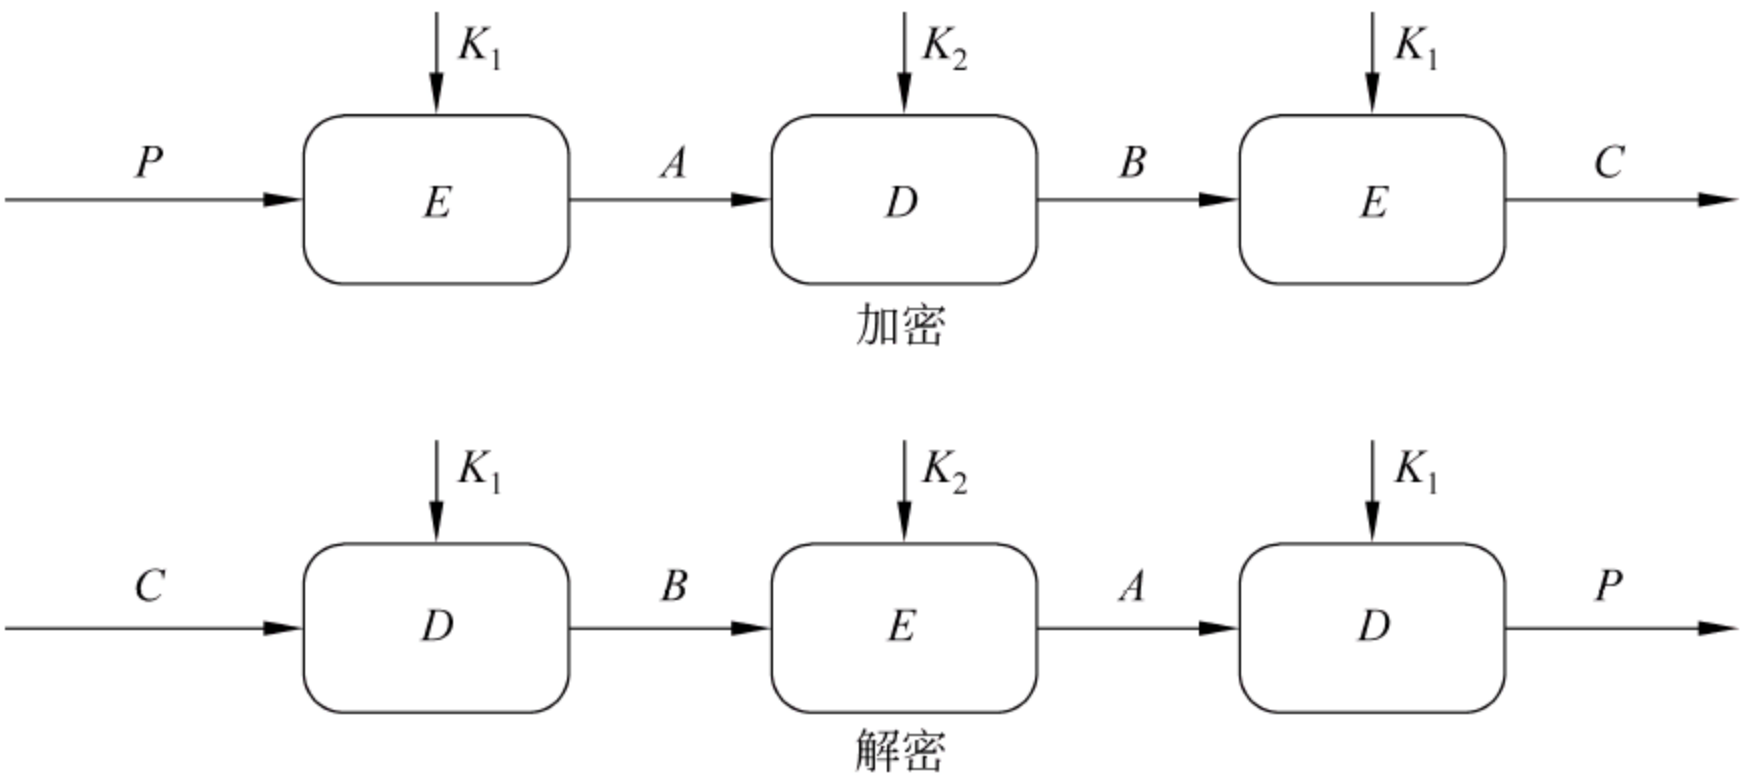 K₁ K₂ K₁
P A B C
E D E
加密
K₁ K₂ K₁
C B A P
D E D
解密